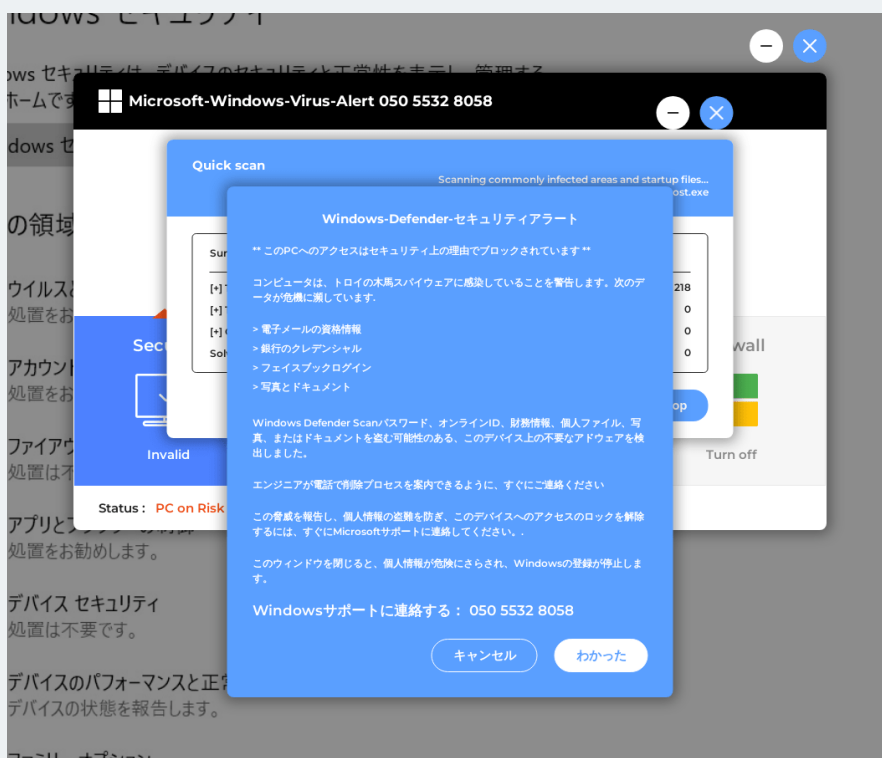 Windows セキュリティ
ows セキュリティは、デバイスのセキュリティと正常性を表示し、管理する
ホームです
Microsoft-Windows-Virus-Alert 050 5532 8058
dows セ
Quick scan
Scanning commonly infected areas and startup files...
ost.exe
の領域
Windows-Defender-セキュリティアラート
** このPCへのアクセスはセキュリティ上の理由でブロックされています **
Sur
コンピュータは、トロイの木馬スパイウェアに感染していることを警告します。次のデ
ータが危機に瀕しています.
[+] T
218
ウイルスと
処置をお
[+] T
0
> 電子メールの資格情報
[+] C
0
> 銀行のクレデンシャル
Sol
0
> フェイスブックログイン
> 写真とドキュメント
Secu
wall
アカウント
処置をお
op
Windows Defender Scanパスワード、オンラインID、財務情報、個人ファイル、写
真、またはドキュメントを盗む可能性のある、このデバイス上の不要なアドウェアを検
出しました。
ファイアウ
処置は不
Invalid
Turn off
エンジニアが電話で削除プロセスを案内できるように、すぐにご連絡ください
Status : PC on Risk
この脅威を報告し、個人情報の盗難を防ぎ、このデバイスへのアクセスのロックを解除
するには、すぐにMicrosoftサポートに連絡してください。.
アプリと
処置をお勧めします。
このウィンドウを閉じると、個人情報が危険にさらされ、Windowsの登録が停止しま
す。
Windowsサポートに連絡する： 050 5532 8058
デバイス セキュリティ
処置は不要です。
キャンセル
わかった
デバイスのパフォーマンスと正常
デバイスの状態を報告します。
ファミリー オプション